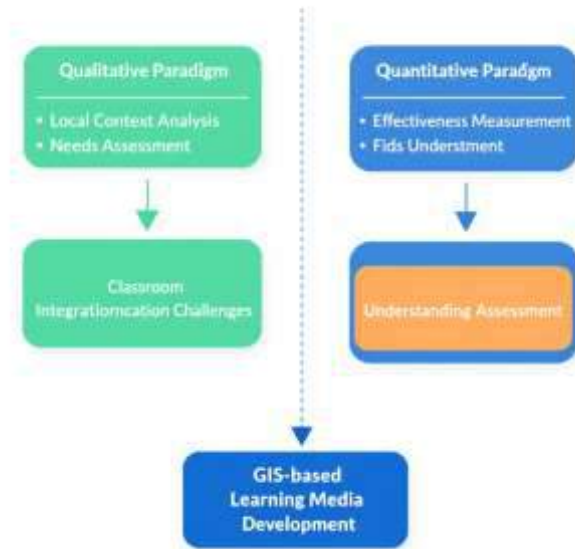 Qualitative Paradigm
• Local Context Analysis
• Needs Assessment
Classroom
Integratiomcation Challenges
Quantitative Paradigm
• Effectiveness Measurement
• Fids Understment
Understanding Assessment
GIS-based
Learning Media
Development